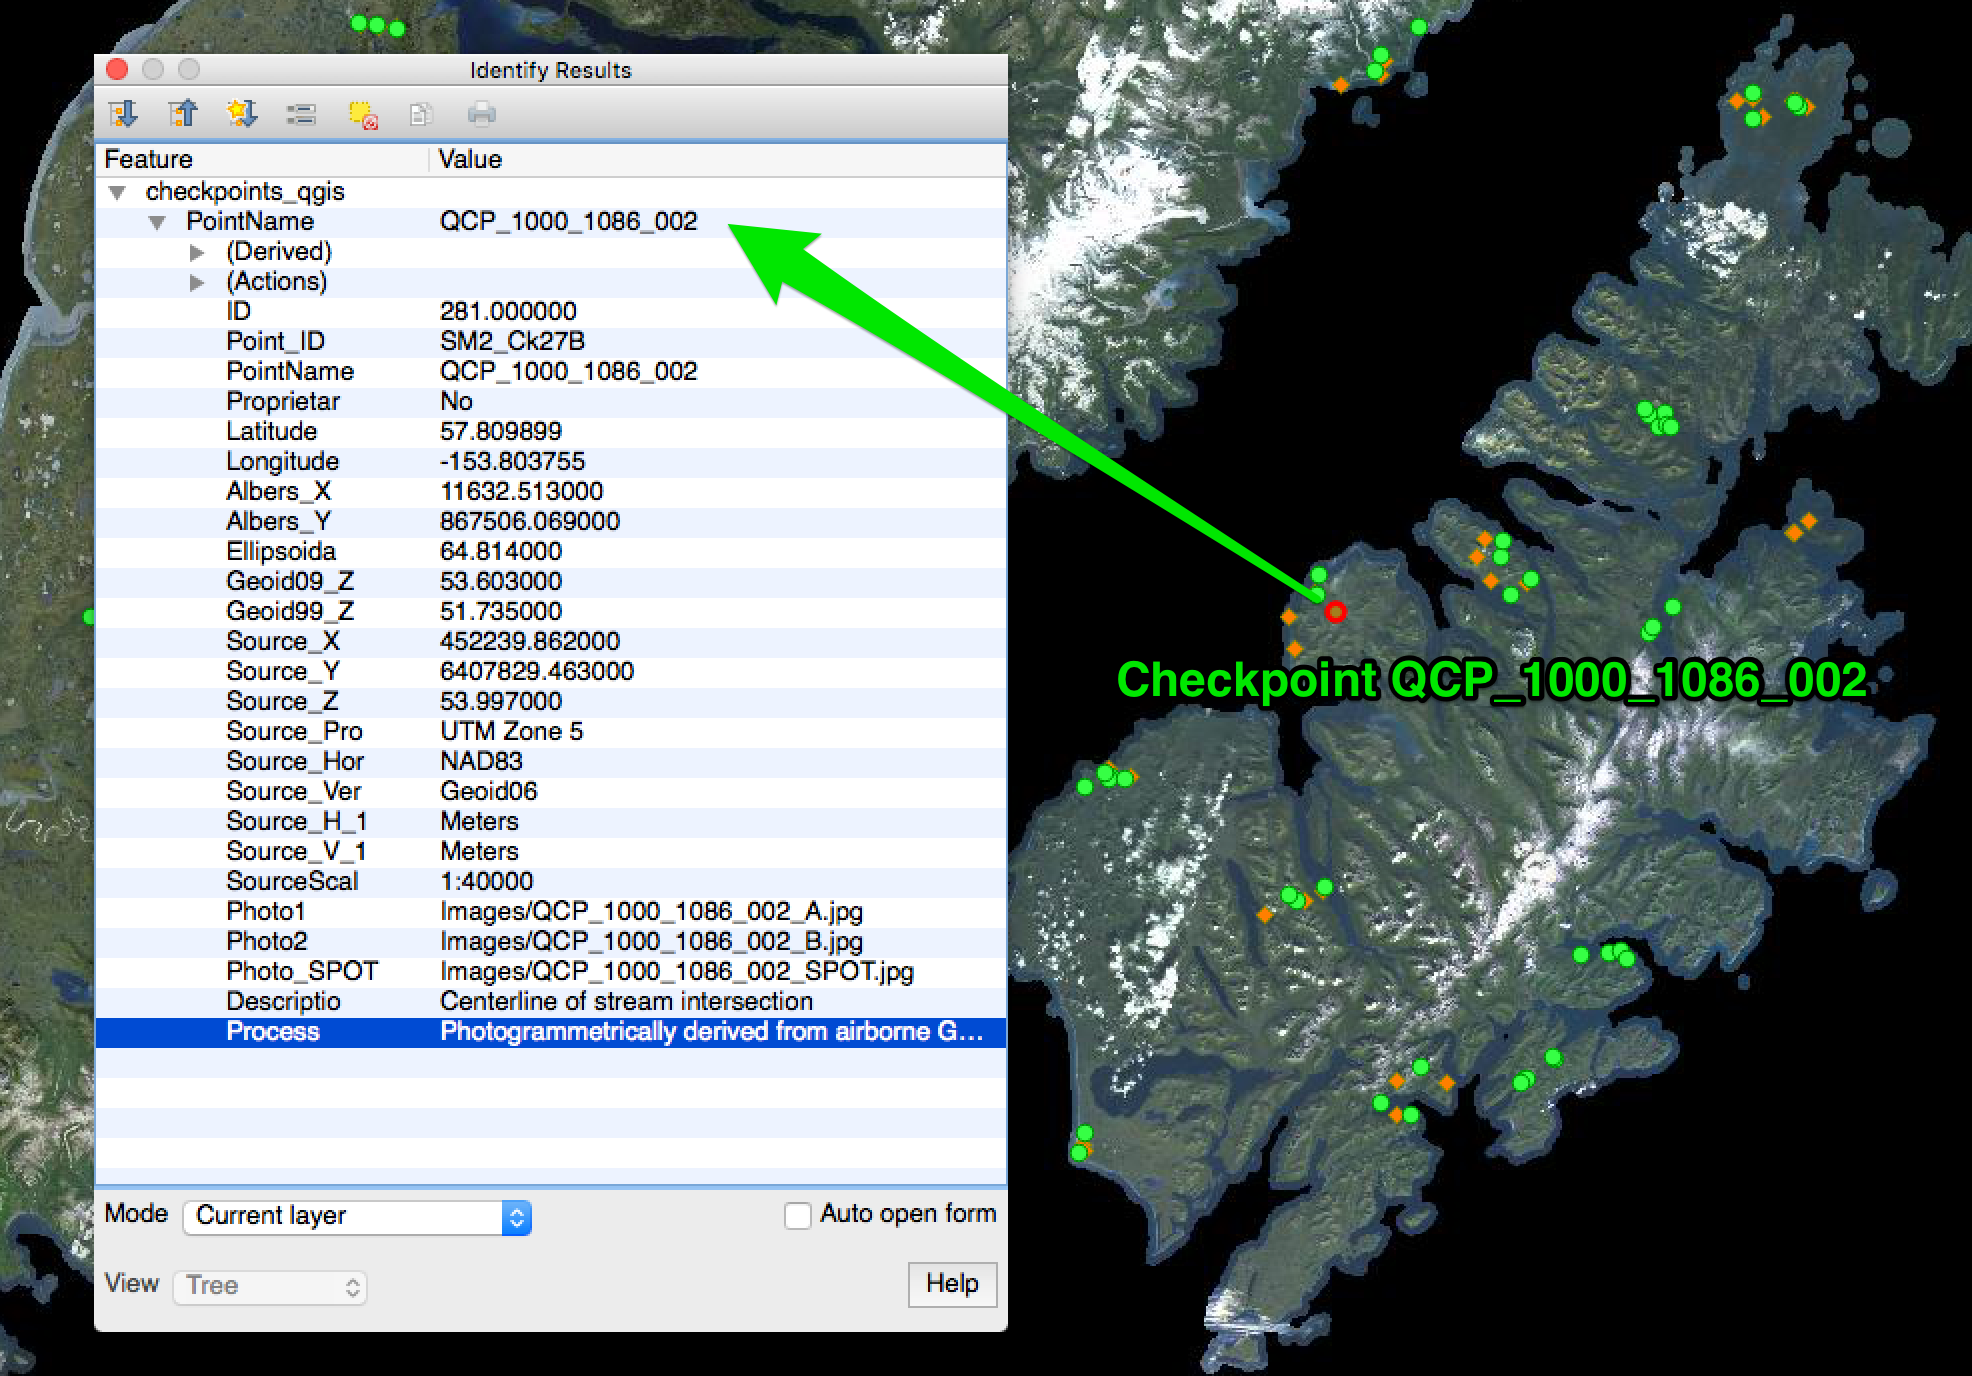 Identify Results
Feature Value
checkpoints_qgis
PointName QCP_1000_1086_002
(Derived)
(Actions)
ID 281.000000
Point_ID SM2_Ck27B
PointName QCP_1000_1086_002
Proprietar No
Latitude 57.809899
Longitude -153.803755
Albers_X 11632.513000
Albers_Y 867506.069000
Ellipsoida 64.814000
Geoid09_Z 53.603000
Geoid99_Z 51.735000
Source_X 452239.862000
Source_Y 6407829.463000
Source_Z 53.997000
Source_Pro UTM Zone 5
Source_Hor NAD83
Source_Ver Geoid06
Source_H_1 Meters
Source_V_1 Meters
SourceScal 1:40000
Photo1 Images/QCP_1000_1086_002_A.jpg
Photo2 Images/QCP_1000_1086_002_B.jpg
Photo_SPOT Images/QCP_1000_1086_002_SPOT.jpg
Descriptio Centerline of stream intersection
Process Photogrammetrically derived from airborne G...
Mode Current layer Auto open form
View Tree Help
Checkpoint QCP_1000_1086_002